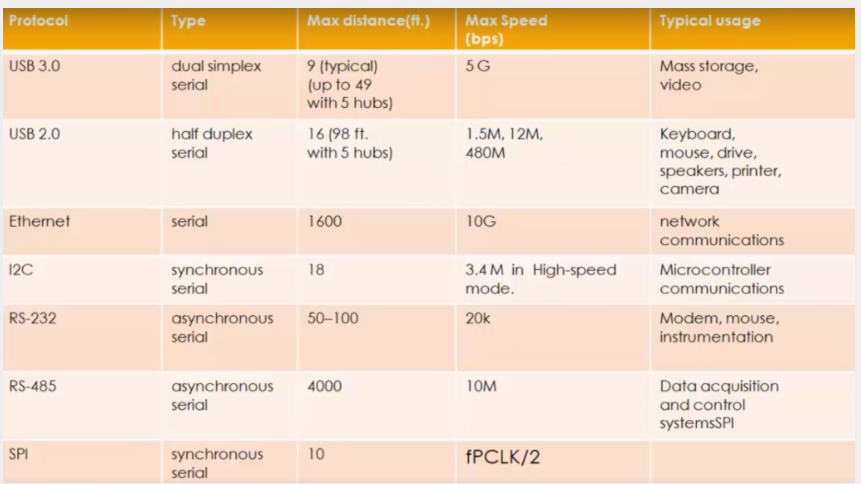 Protocol Type Max distance(ft.) Max Speed (bps) Typical usage
USB 3.0 dual simplex serial 9 (typical) (up to 49 with 5 hubs) 5 G Mass storage, video
USB 2.0 half duplex serial 16 (98 ft. with 5 hubs) 1.5M, 12M, 480M Keyboard, mouse, drive, speakers, printer, camera
Ethernet serial 1600 10G network communications
I2C synchronous serial 18 3.4 M in High-speed mode. Microcontroller communications
RS-232 asynchronous serial 50–100 20k Modem, mouse, instrumentation
RS-485 asynchronous serial 4000 10M Data acquisition and control systemsSPI
SPI synchronous serial 10 fPCLK/2